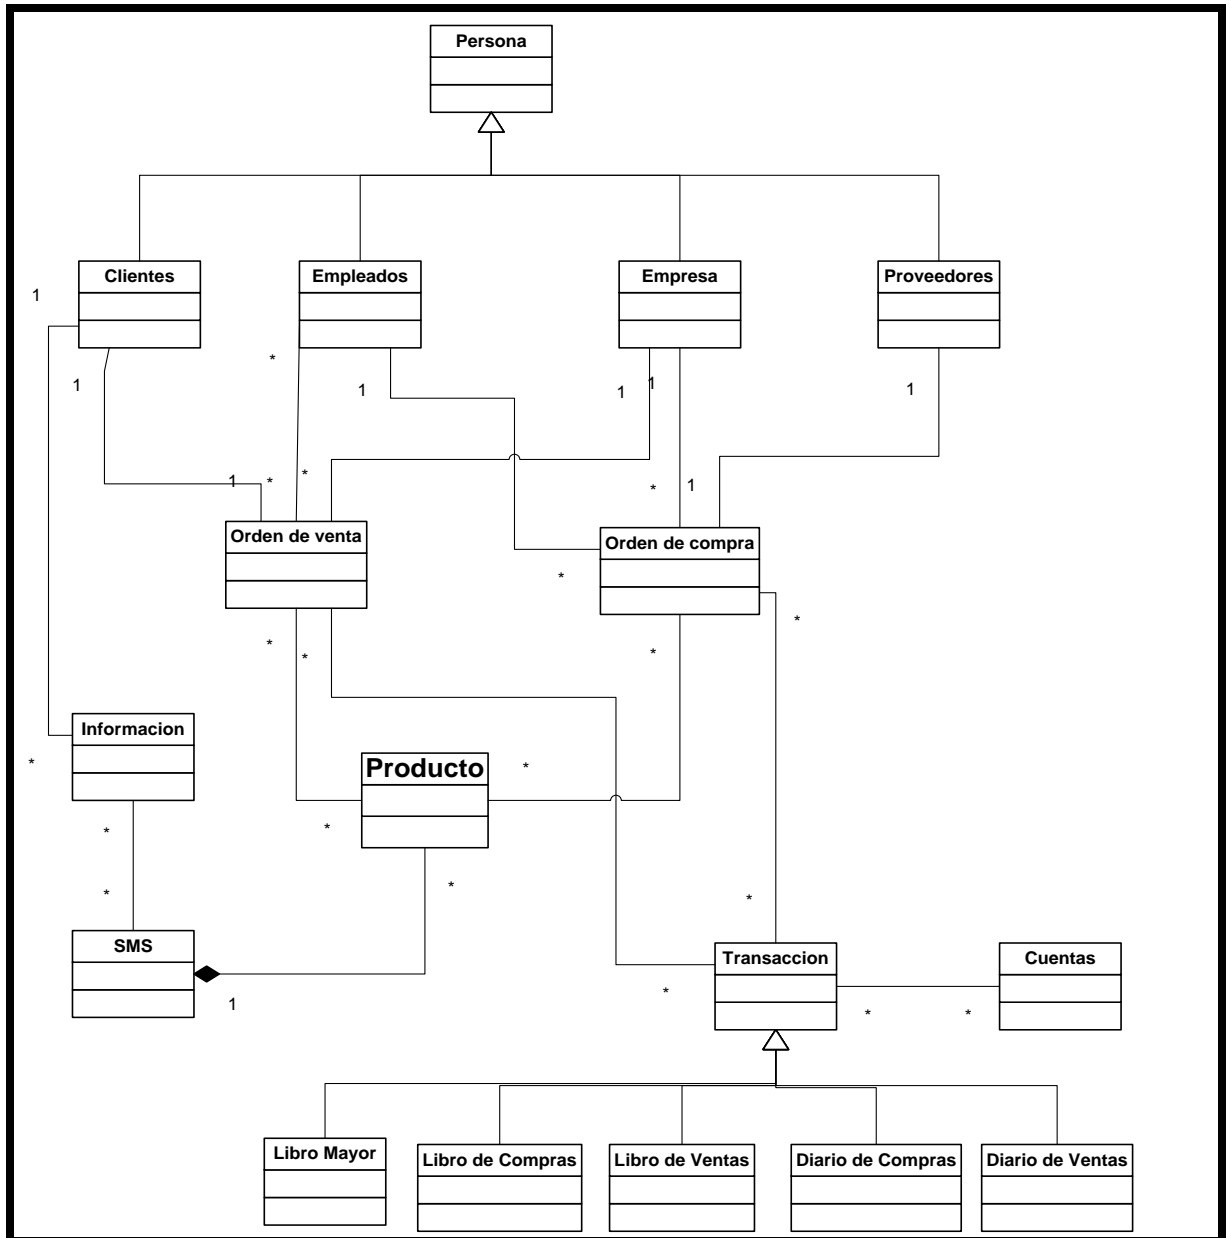 Persona
Clientes
Empleados
Empresa
Proveedores
1
*
1
1
1
1
1
*
*
1
*
*
1
Orden de venta
Orden de compra
*
*
*
*
*
Informacion
*
Producto
*
*
*
*
*
*
SMS
1
Transaccion
Cuentas
*
*
*
Libro Mayor
Libro de Compras
Libro de Ventas
Diario de Compras
Diario de Ventas